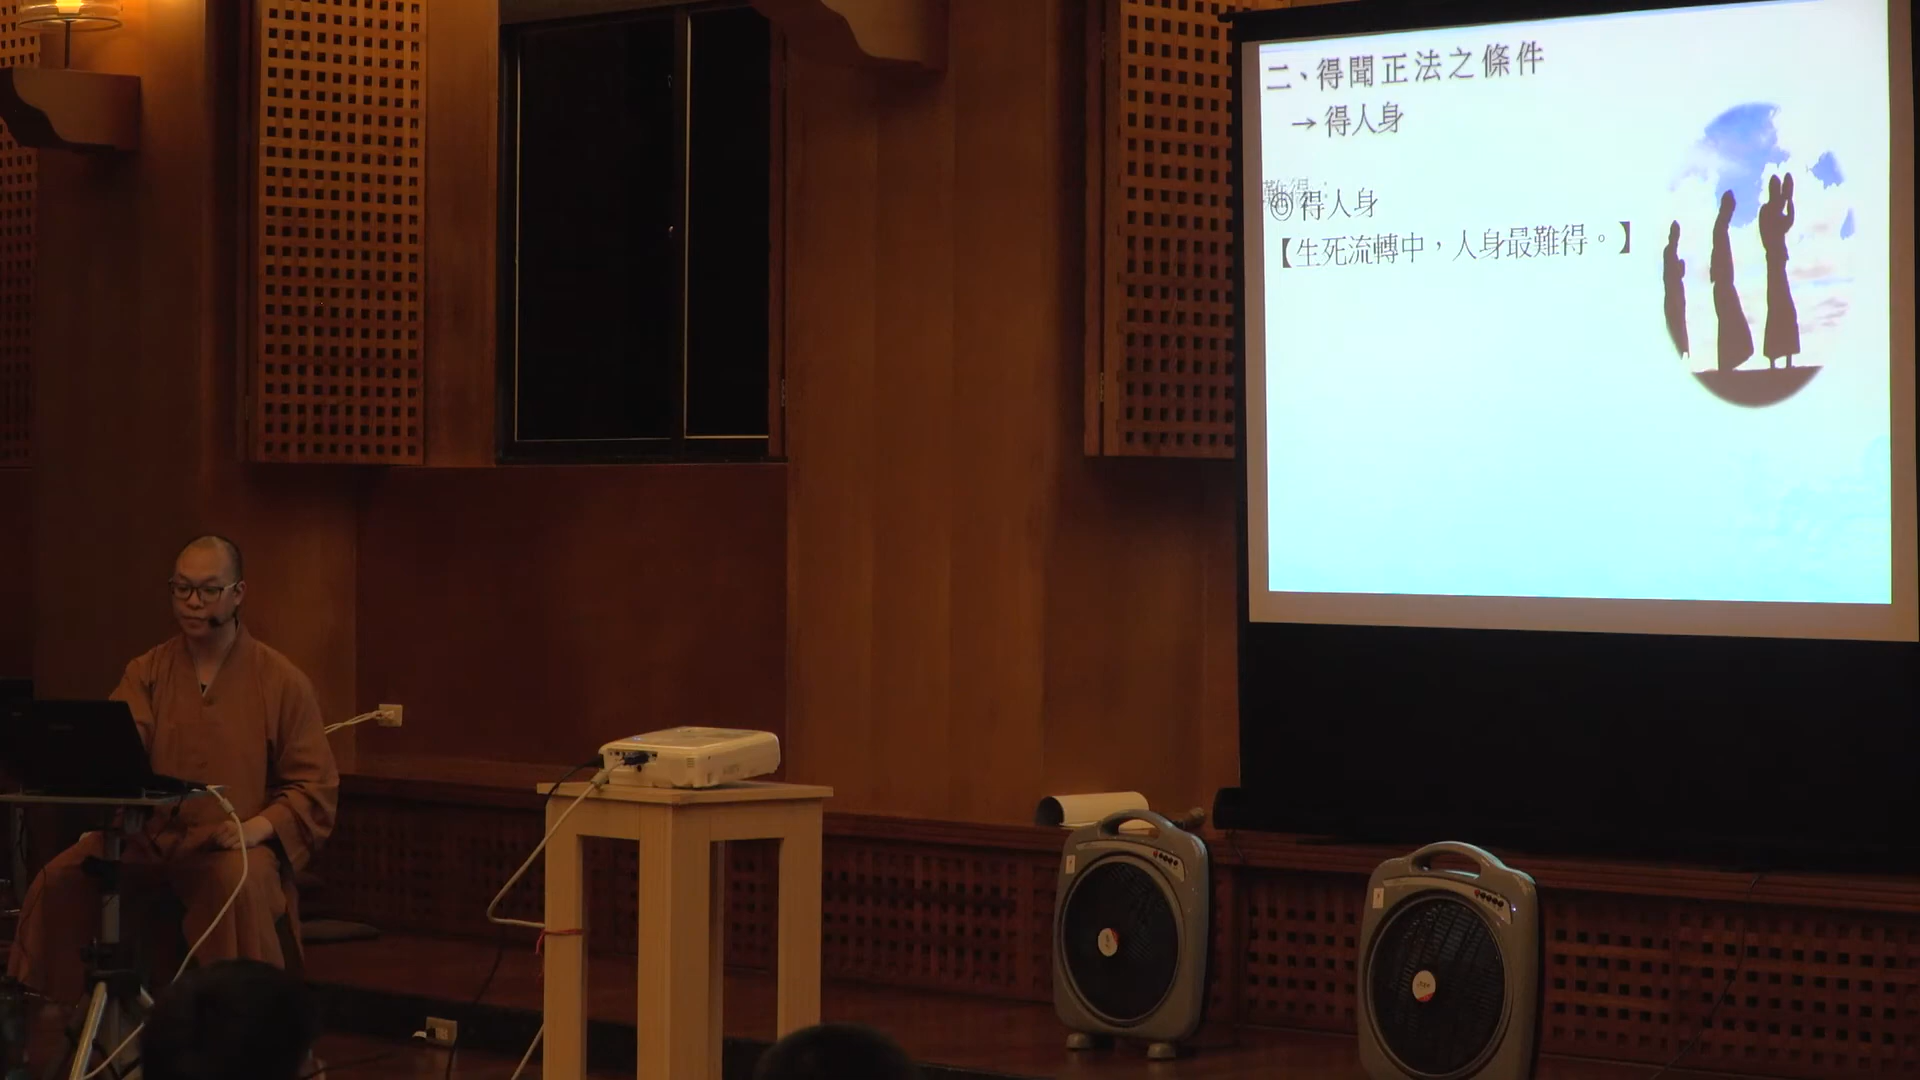 二、得聞正法之條件
→得人身
難得：
◎得人身
【生死流轉中，人身最難得。】